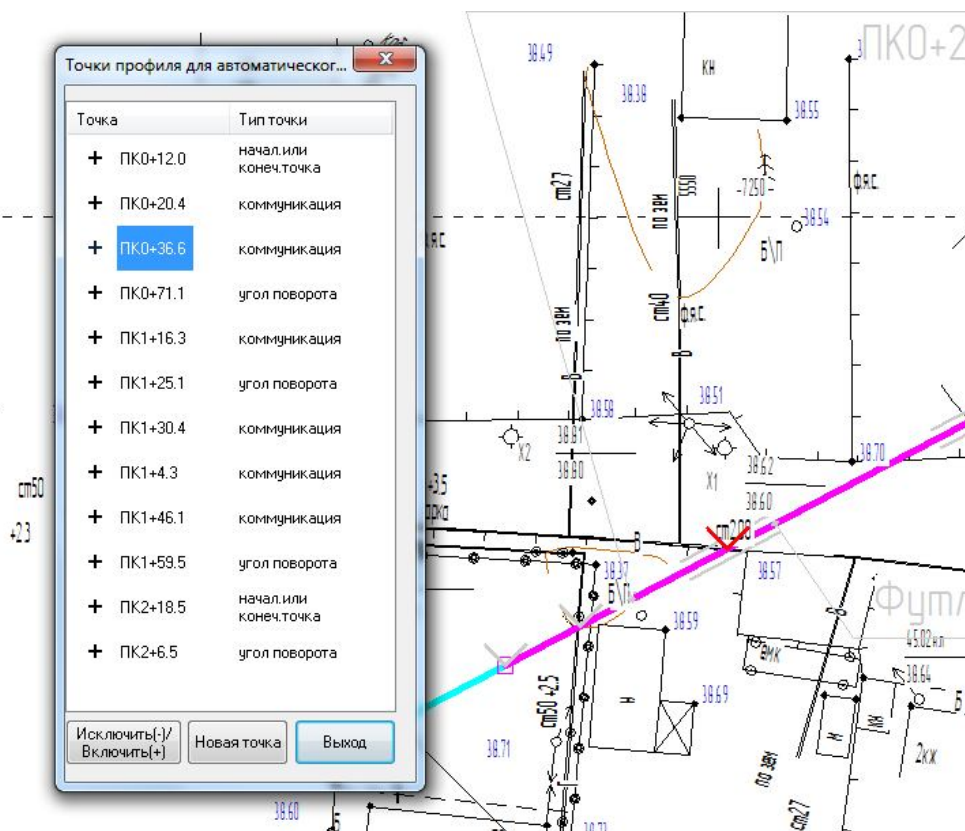 Точки профиля для автоматическог...
Точка Тип точки
+ ПК0+12.0 начал.или
конеч.точка
+ ПК0+20.4 коммуникация
+ ПК0+36.6 коммуникация
+ ПК0+71.1 угол поворота
+ ПК1+16.3 коммуникация
+ ПК1+25.1 угол поворота
+ ПК1+30.4 коммуникация
+ ПК1+4.3 коммуникация
+ ПК1+46.1 коммуникация
+ ПК1+59.5 угол поворота
+ ПК2+18.5 начал.или
конеч.точка
+ ПК2+6.5 угол поворота
Исключить(-)/
Включить(+)
Новая точка
Выход
ПК0+2
38.49
кн
38.38
38.55
ст27
по зем
5550
-7250-
ф.я.с.
38.54
Б\П
ст40
ф.я.с.
по зем
В
В
38.51
38.58
38.81
38.80
Х2
Х1
38.62
38.60
38.70
ст50
+2.3
+3.5
ст200
В
38.37
Б\П
38.57
38.59
В
Футл
45.02нл
38.64
н
38.69
ст50 +2.5
38.71
н
кн
Б
2кж
по зем
ст27
38.60
Б